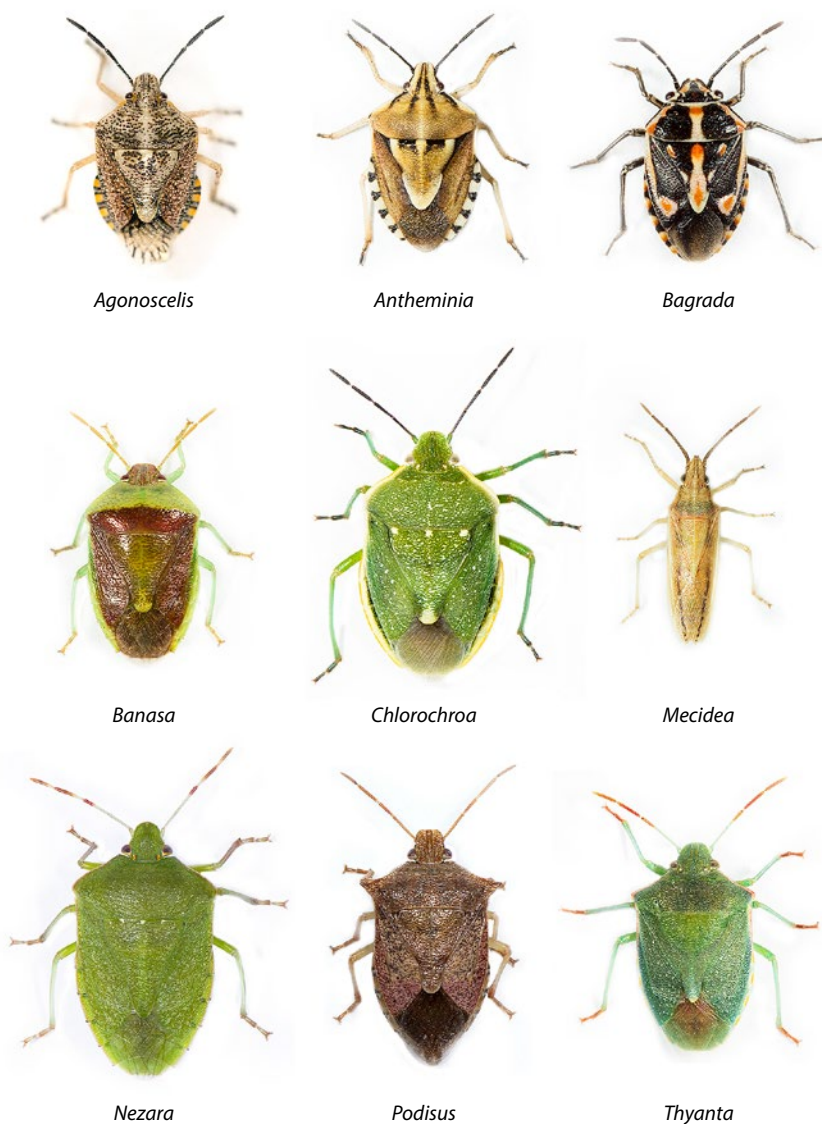 Agonoscelis
Antheminia
Bagrada
Banasa
Chlorochroa
Mecidea
Nezara
Podisus
Thyanta